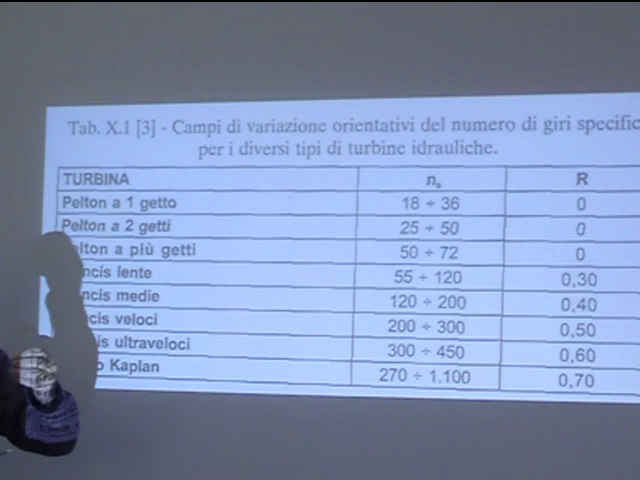 Tab. X.1 [3] - Campi di variazione orientativi del numero di giri specific
per i diversi tipi di turbine idrauliche.
TURBINA ns R
Pelton a 1 getto 18 ÷ 36 0
Pelton a 2 getti 25 ÷ 50 0
elton a più getti 50 ÷ 72 0
ncis lente 55 ÷ 120 0,30
ncis medie 120 ÷ 200 0,40
cis veloci 200 ÷ 300 0,50
is ultraveloci 300 ÷ 450 0,60
o Kaplan 270 ÷ 1.100 0,70